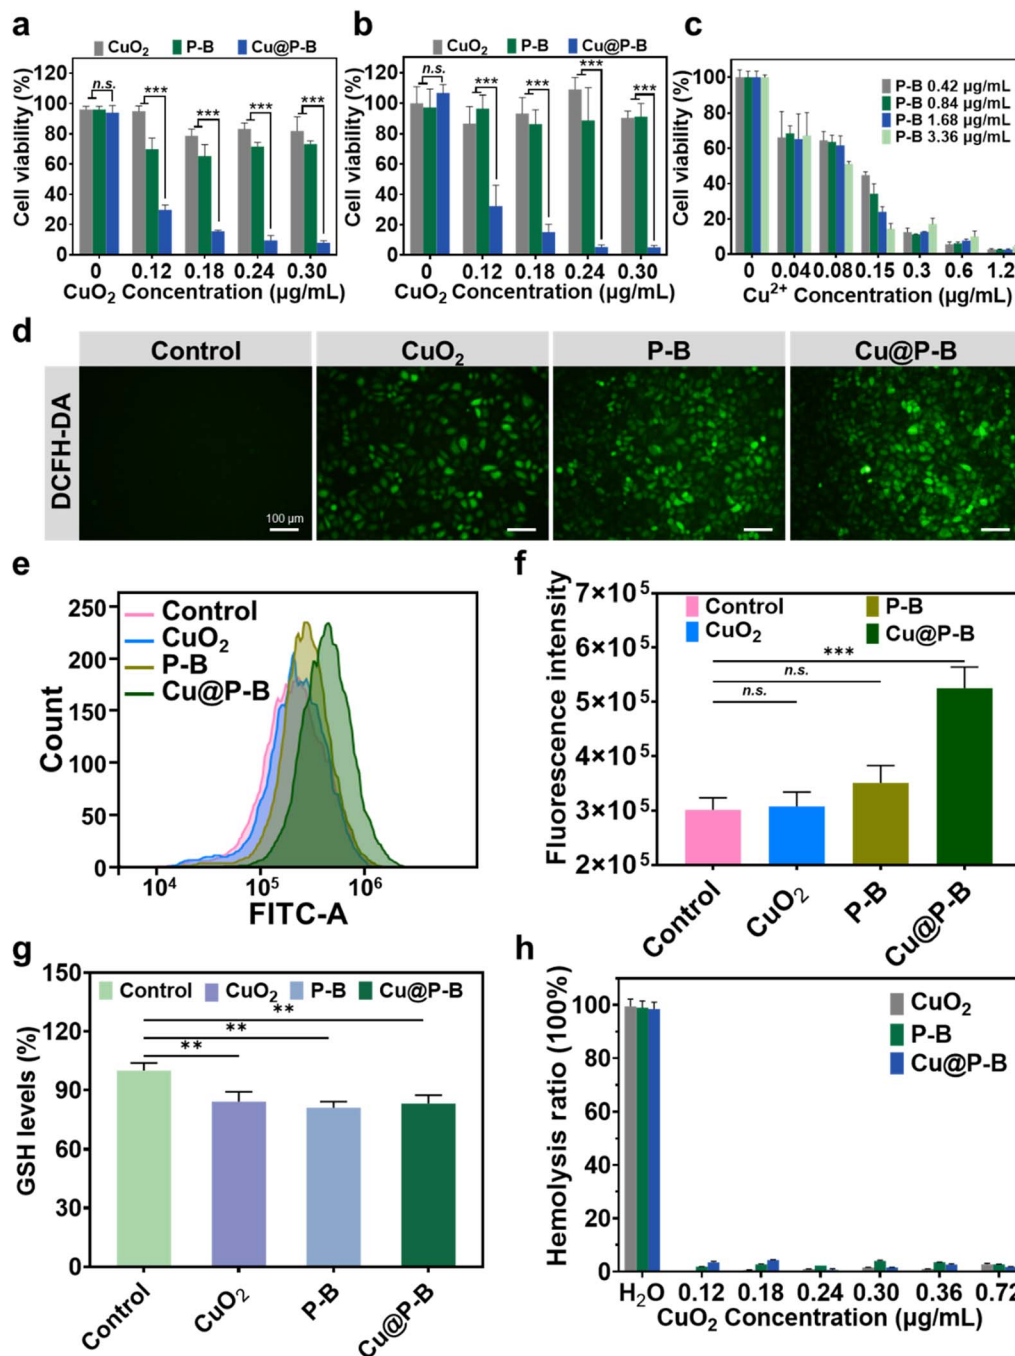 a
CuO2 P-B Cu@P-B
Cell viability (%)
120
100
80
60
40
20
0
n.s. *** *** *** ***
0 0.12 0.18 0.24 0.30
CuO2 Concentration (µg/mL)
b
CuO2 P-B Cu@P-B
Cell viability (%)
120
100
80
60
40
20
0
n.s. *** *** *** ***
0 0.12 0.18 0.24 0.30
CuO2 Concentration (µg/mL)
c
Cell viability (%)
100
80
60
40
20
0
P-B 0.42 µg/mL
P-B 0.84 µg/mL
P-B 1.68 µg/mL
P-B 3.36 µg/mL
0 0.04 0.08 0.15 0.3 0.6 1.2
Cu2+ Concentration (µg/mL)
d
Control CuO2 P-B Cu@P-B
DCFH-DA
100 µm
e
Count
250
200
150
100
50
0
Control
CuO2
P-B
Cu@P-B
10^4 10^5 10^6
FITC-A
f
Fluorescence intensity
7×10^5
6×10^5
5×10^5
4×10^5
3×10^5
2×10^5
Control P-B
CuO2 Cu@P-B
***
n.s.
n.s.
Control CuO2 P-B Cu@P-B
g
GSH levels (%)
150
120
90
60
30
0
Control CuO2 P-B Cu@P-B
**
**
**
Control CuO2 P-B Cu@P-B
h
Hemolysis ratio (100%)
100
80
60
40
20
0
CuO2
P-B
Cu@P-B
H2O 0.12 0.18 0.24 0.30 0.36 0.72
CuO2 Concentration (µg/mL)